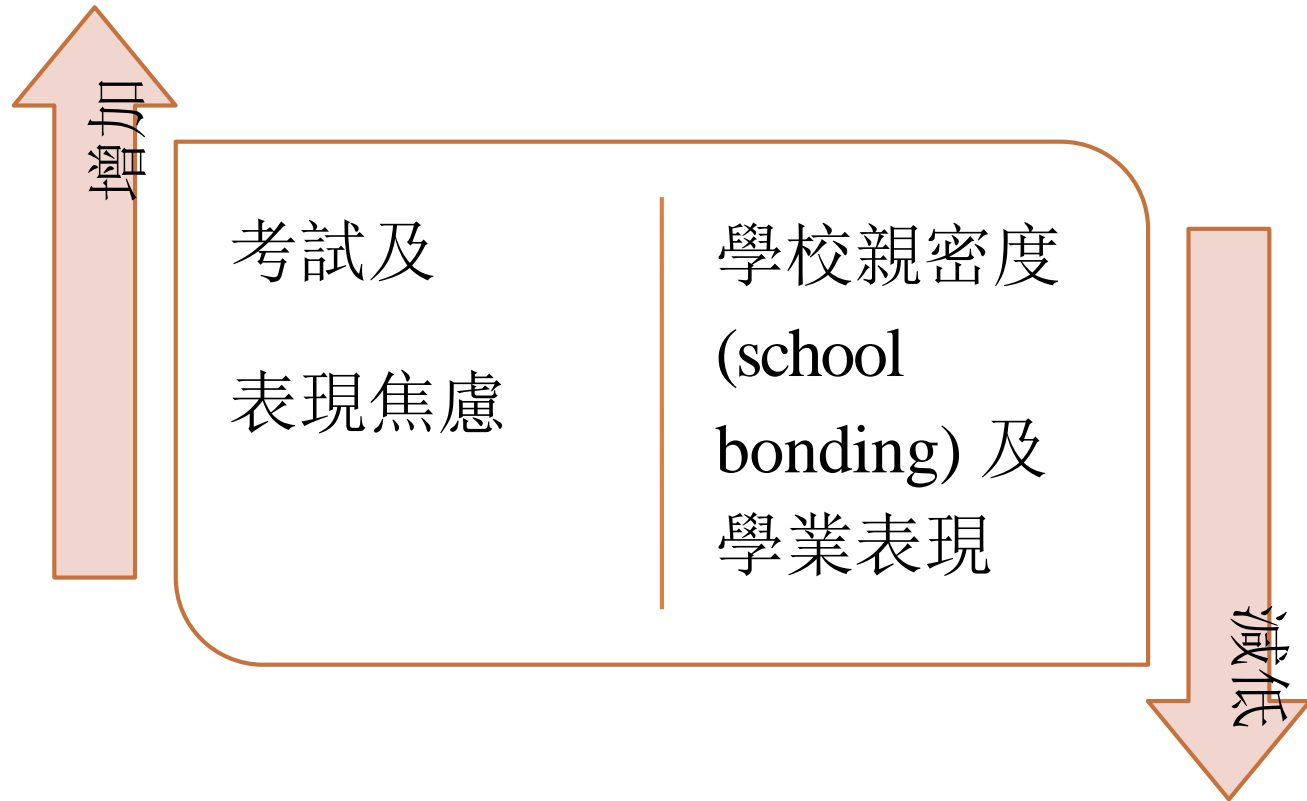 增加
考試及
表現焦慮
學校親密度
(school
bonding) 及
學業表現
減低